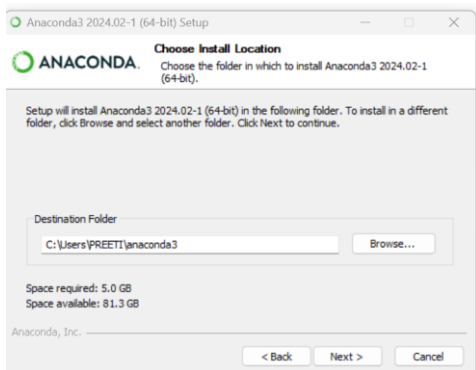 Anaconda3 2024.02-1 (64-bit) Setup
ANACONDA.
Choose Install Location
Choose the folder in which to install Anaconda3 2024.02-1
(64-bit).
Setup will install Anaconda3 2024.02-1 (64-bit) in the following folder. To install in a different
folder, click Browse and select another folder. Click Next to continue.
Destination Folder
C:\Users\PREETI\anaconda3
Browse...
Space required: 5.0 GB
Space available: 81.3 GB
Anaconda, Inc.
< Back
Next >
Cancel